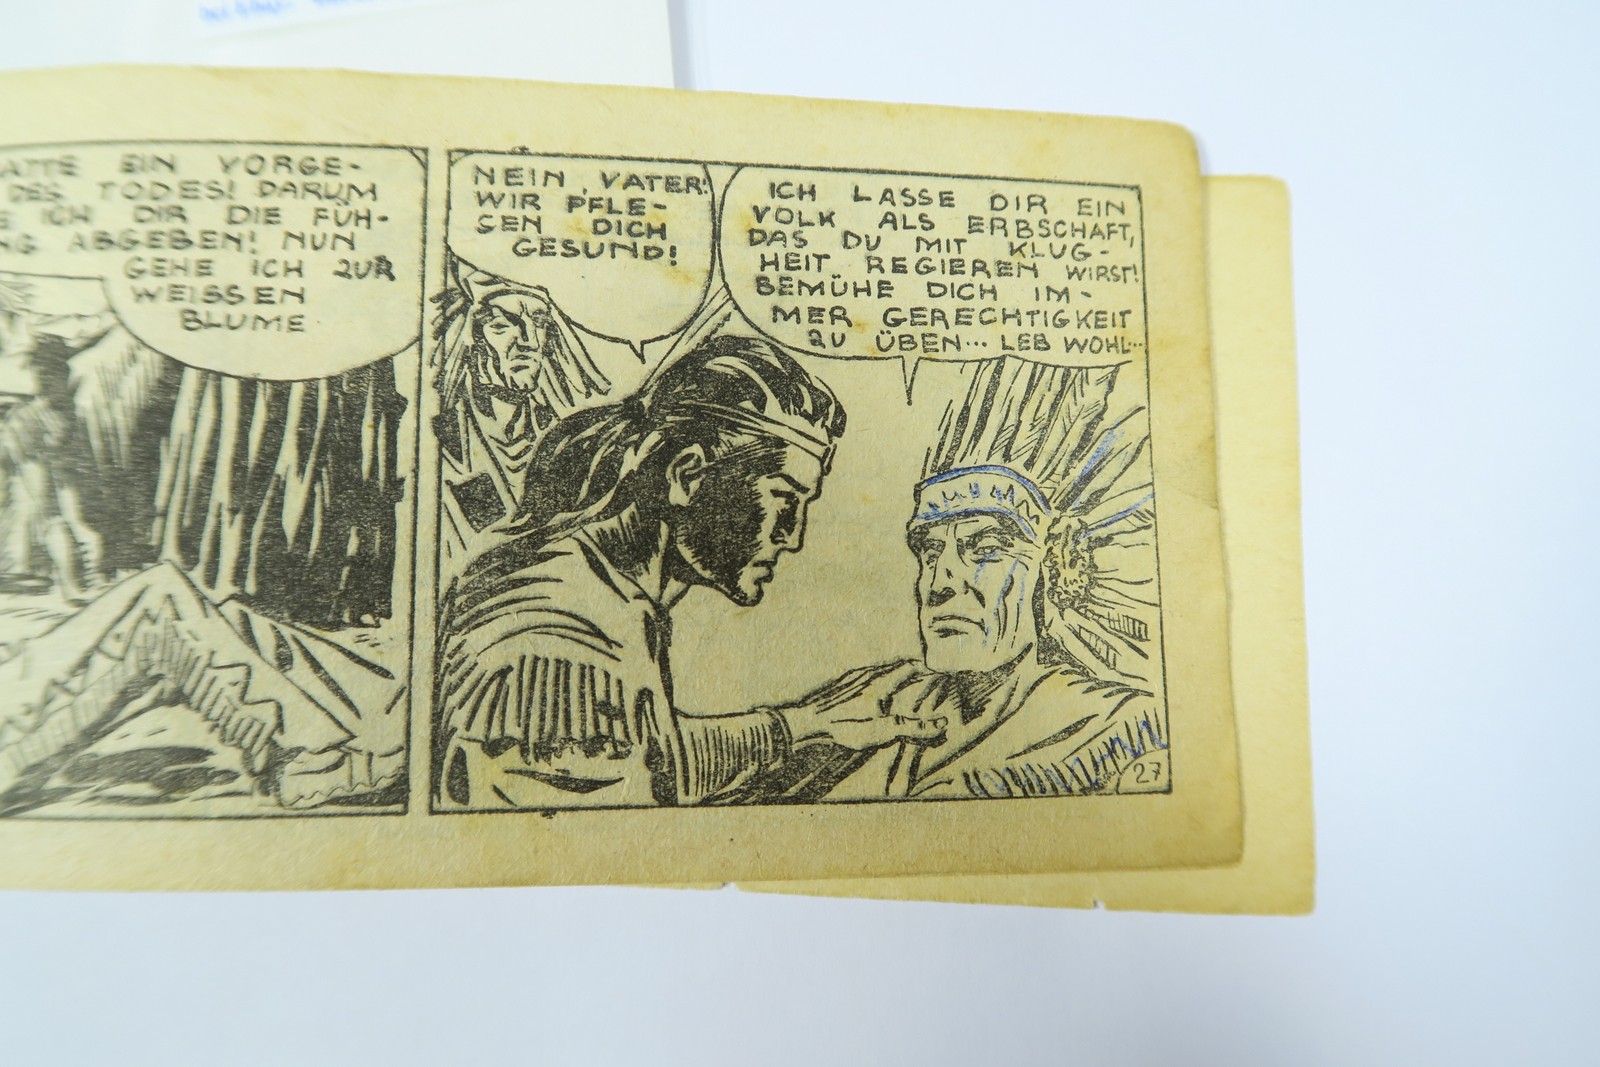 ATTE EIN VORGE-
DES TODES! DARUM
ICH DIR DIE FÜH-
NG ABGEBEN! NUN
GEHE ICH ZUR
WEISSEN
BLUME
NEIN, VATER!
WIR PFLE-
GEN DICH
GESUND!
ICH LASSE DIR EIN
VOLK ALS ERBSCHAFT,
DAS DU MIT KLUG-
HEIT REGIEREN WIRST!
BEMÜHE DICH IM-
MER GERECHTIGKEIT
ZU ÜBEN... LEB WOHL...
27